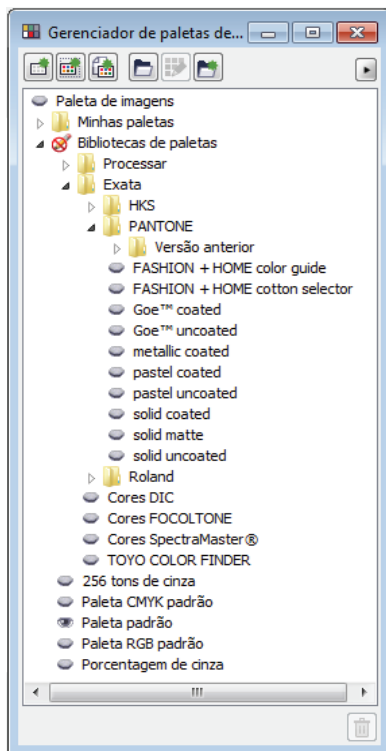 Gerenciador de paletas de...
Paleta de imagens
Minhas paletas
Bibliotecas de paletas
Processar
Exata
HKS
PANTONE
Versão anterior
FASHION + HOME color guide
FASHION + HOME cotton selector
Goe™ coated
Goe™ uncoated
metallic coated
pastel coated
pastel uncoated
solid coated
solid matte
solid uncoated
Roland
Cores DIC
Cores FOCOLTONE
Cores SpectraMaster®
TOYO COLOR FINDER
256 tons de cinza
Paleta CMYK padrão
Paleta padrão
Paleta RGB padrão
Porcentagem de cinza